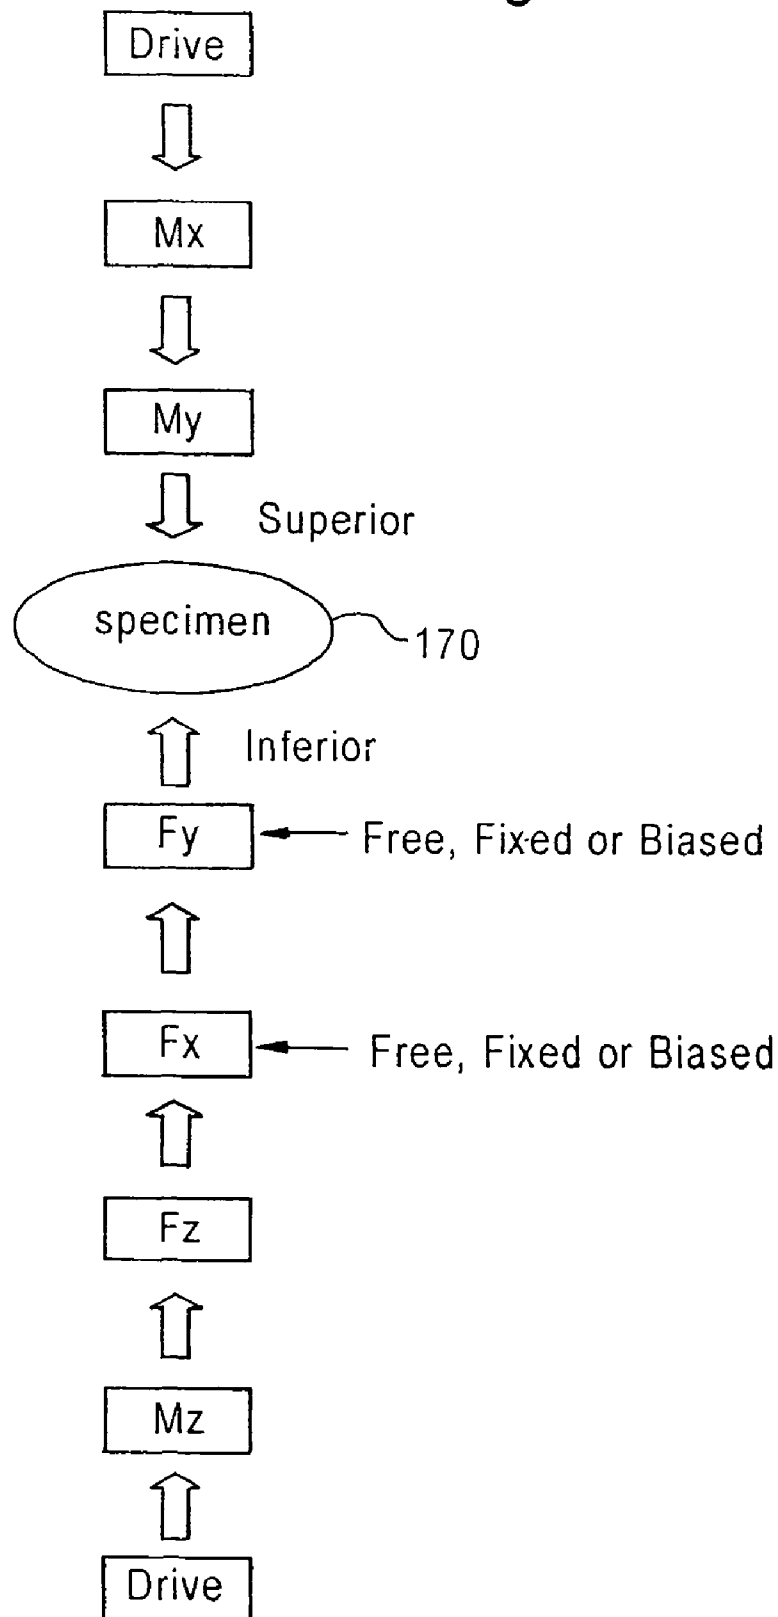 Drive
Mx
My
Superior
specimen
170
Inferior
Fy
Free, Fixed or Biased
Fx
Free, Fixed or Biased
Fz
Mz
Drive